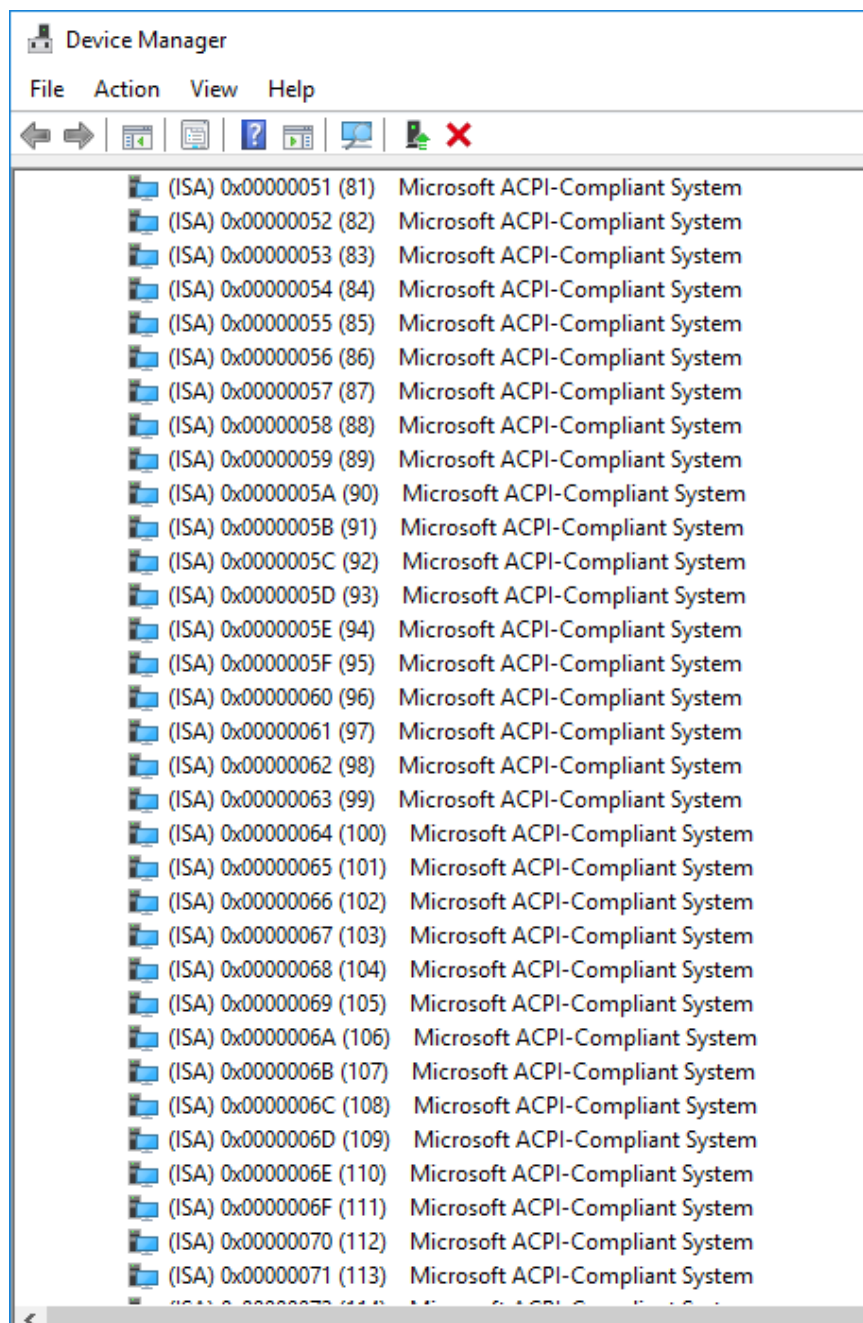 Device Manager
File Action View Help
(ISA) 0x00000051 (81) Microsoft ACPI-Compliant System
(ISA) 0x00000052 (82) Microsoft ACPI-Compliant System
(ISA) 0x00000053 (83) Microsoft ACPI-Compliant System
(ISA) 0x00000054 (84) Microsoft ACPI-Compliant System
(ISA) 0x00000055 (85) Microsoft ACPI-Compliant System
(ISA) 0x00000056 (86) Microsoft ACPI-Compliant System
(ISA) 0x00000057 (87) Microsoft ACPI-Compliant System
(ISA) 0x00000058 (88) Microsoft ACPI-Compliant System
(ISA) 0x00000059 (89) Microsoft ACPI-Compliant System
(ISA) 0x0000005A (90) Microsoft ACPI-Compliant System
(ISA) 0x0000005B (91) Microsoft ACPI-Compliant System
(ISA) 0x0000005C (92) Microsoft ACPI-Compliant System
(ISA) 0x0000005D (93) Microsoft ACPI-Compliant System
(ISA) 0x0000005E (94) Microsoft ACPI-Compliant System
(ISA) 0x0000005F (95) Microsoft ACPI-Compliant System
(ISA) 0x00000060 (96) Microsoft ACPI-Compliant System
(ISA) 0x00000061 (97) Microsoft ACPI-Compliant System
(ISA) 0x00000062 (98) Microsoft ACPI-Compliant System
(ISA) 0x00000063 (99) Microsoft ACPI-Compliant System
(ISA) 0x00000064 (100) Microsoft ACPI-Compliant System
(ISA) 0x00000065 (101) Microsoft ACPI-Compliant System
(ISA) 0x00000066 (102) Microsoft ACPI-Compliant System
(ISA) 0x00000067 (103) Microsoft ACPI-Compliant System
(ISA) 0x00000068 (104) Microsoft ACPI-Compliant System
(ISA) 0x00000069 (105) Microsoft ACPI-Compliant System
(ISA) 0x0000006A (106) Microsoft ACPI-Compliant System
(ISA) 0x0000006B (107) Microsoft ACPI-Compliant System
(ISA) 0x0000006C (108) Microsoft ACPI-Compliant System
(ISA) 0x0000006D (109) Microsoft ACPI-Compliant System
(ISA) 0x0000006E (110) Microsoft ACPI-Compliant System
(ISA) 0x0000006F (111) Microsoft ACPI-Compliant System
(ISA) 0x00000070 (112) Microsoft ACPI-Compliant System
(ISA) 0x00000071 (113) Microsoft ACPI-Compliant System